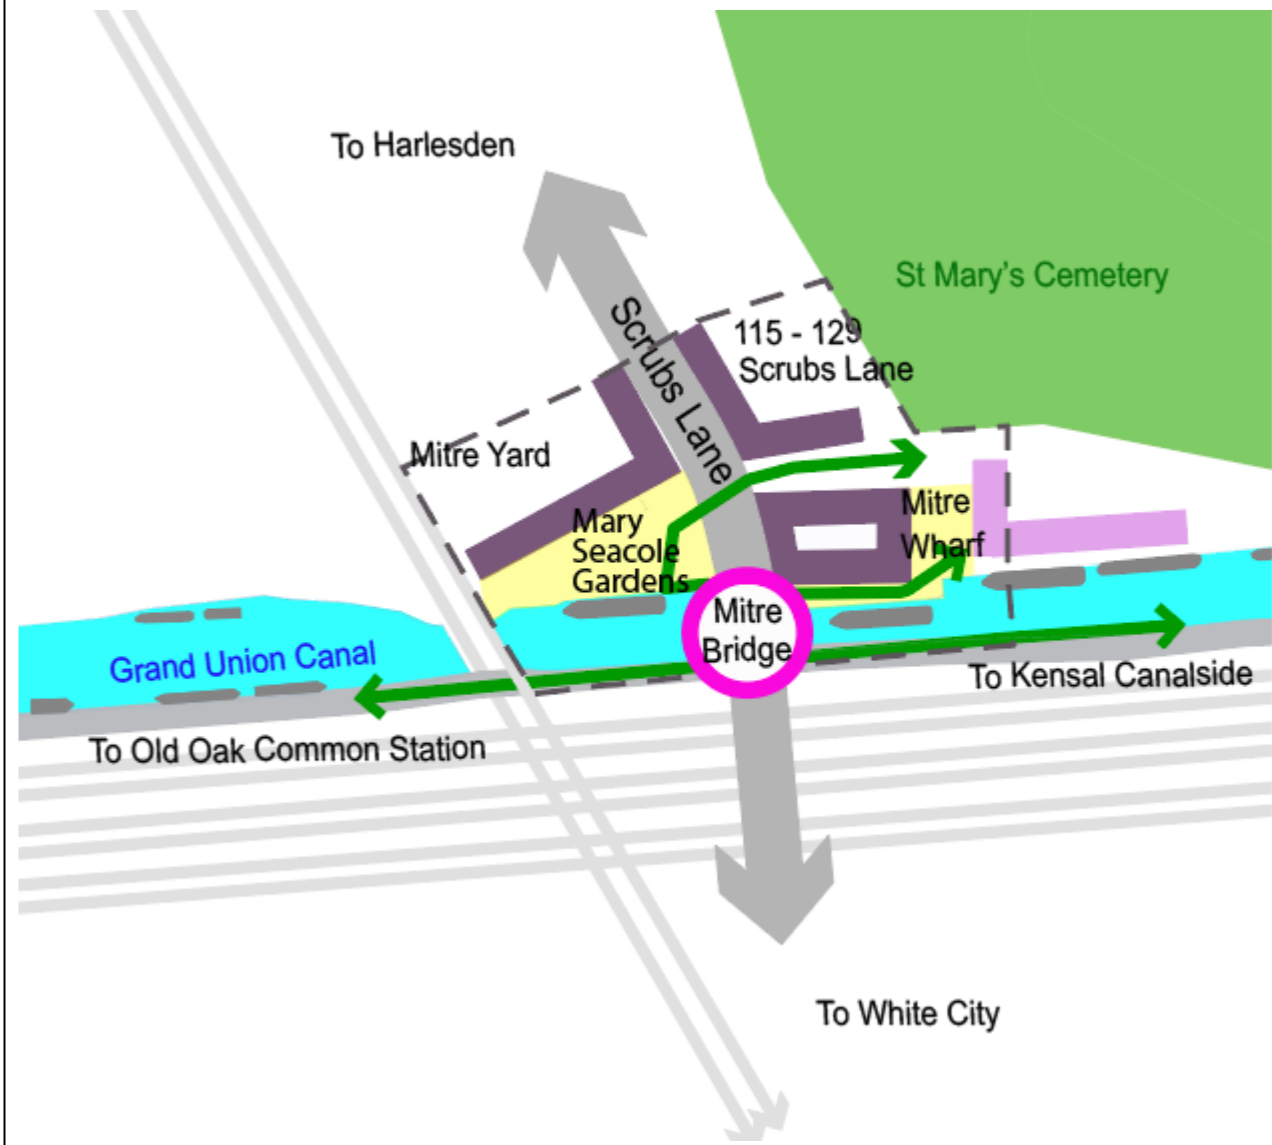 To Harlesden
St Mary's Cemetery
Scrubs Lane
115 - 129
Scrubs Lane
Mitre Yard
Mary
Seacole
Gardens
Mitre
Wharf
Mitre
Bridge
Grand Union Canal
To Kensal Canalside
To Old Oak Common Station
To White City